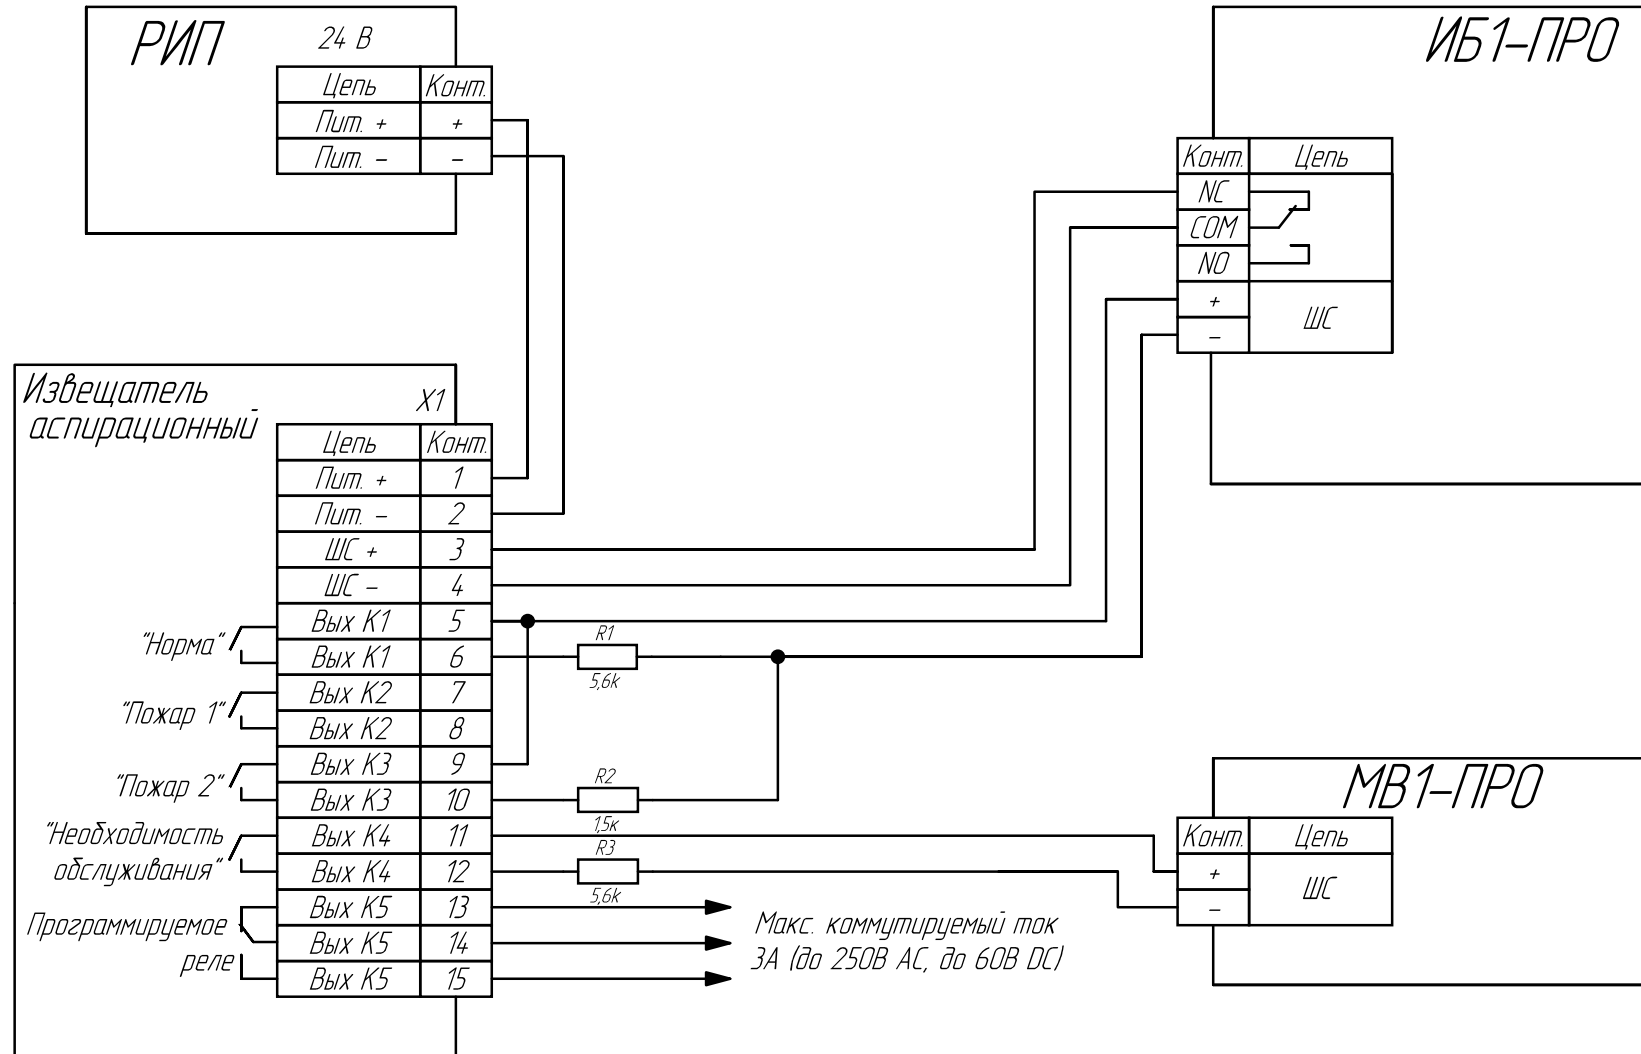 РИП
24 В
Цепь Конт.
Пит. + +
Пит. – –
ИБ1–ПРО
Конт. Цепь
NC
COM
NO
+ ШС
–
Извещатель
аспирационный
X1
Цепь Конт.
Пит. + 1
Пит. – 2
ШС + 3
ШС – 4
Вых К1 5
"Норма"
Вых К1 6
R1
5,6k
Вых К2 7
"Пожар 1"
Вых К2 8
Вых К3 9
"Пожар 2"
Вых К3 10
R2
1,5к
"Необходимость
обслуживания"
Вых К4 11
Вых К4 12
R3
5,6k
Программируемое
реле
Вых К5 13
Вых К5 14
Вых К5 15
Макс. коммутируемый ток
3А (до 250В АС, до 60В DC)
МВ1–ПРО
Конт. Цепь
+ ШС
–